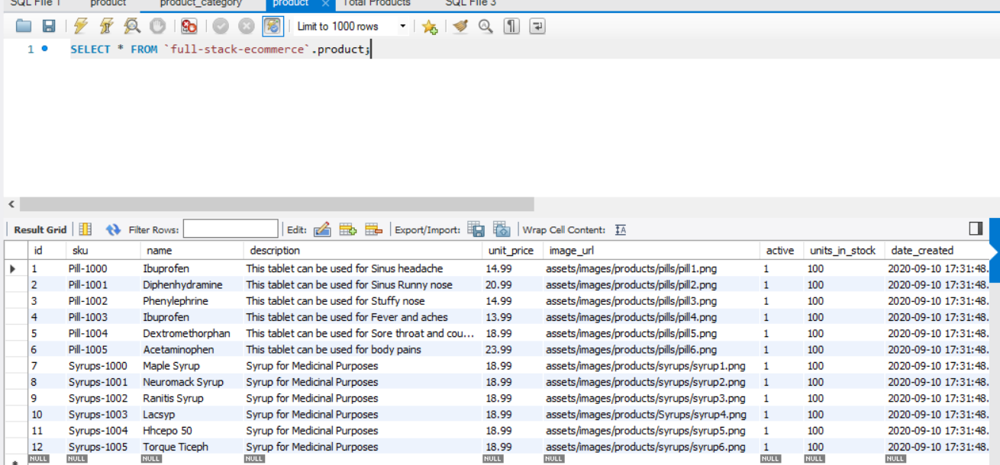 SQL File 1 product product_category product × Total Products SQL File 3
Limit to 1000 rows
1 SELECT * FROM `full-stack-ecommerce`.product;
Result Grid Filter Rows: Edit: Export/Import: Wrap Cell Content:
id sku name description unit_price image_url active units_in_stock date_created
1 Pill-1000 Ibuprofen This tablet can be used for Sinus headache 14.99 assets/images/products/pills/pill1.png 1 100 2020-09-10 17:31:48.
2 Pill-1001 Diphenhydramine This tablet can be used for Sinus Runny nose 20.99 assets/images/products/pills/pill2.png 1 100 2020-09-10 17:31:48.
3 Pill-1002 Phenylephrine This tablet can be used for Stuffy nose 14.99 assets/images/products/pills/pill3.png 1 100 2020-09-10 17:31:48.
4 Pill-1003 Ibuprofen This tablet can be used for Fever and aches 13.99 assets/images/products/pills/pill4.png 1 100 2020-09-10 17:31:48.
5 Pill-1004 Dextromethorphan This tablet can be used for Sore throat and cou... 18.99 assets/images/products/pills/pill5.png 1 100 2020-09-10 17:31:48.
6 Pill-1005 Acetaminophen This tablet can be used for body pains 23.99 assets/images/products/pills/pill6.png 1 100 2020-09-10 17:31:48.
7 Syrups-1000 Maple Syrup Syrup for Medicinal Purposes 18.99 assets/images/products/syrups/syrup1.png 1 100 2020-09-10 17:31:48.
8 Syrups-1001 Neuromack Syrup Syrup for Medicinal Purposes 18.99 assets/images/products/syrups/syrup2.png 1 100 2020-09-10 17:31:48.
9 Syrups-1002 Ranitis Syrup Syrup for Medicinal Purposes 18.99 assets/images/products/syrups/syrup3.png 1 100 2020-09-10 17:31:48.
10 Syrups-1003 Lacsyp Syrup for Medicinal Purposes 18.99 assets/images/products/Syrups/syrup4.png 1 100 2020-09-10 17:31:48.
11 Syrups-1004 Hhcepo 50 Syrup for Medicinal Purposes 18.99 assets/images/products/syrups/syrup5.png 1 100 2020-09-10 17:31:48.
12 Syrups-1005 Torque Ticeph Syrup for Medicinal Purposes 18.99 assets/images/products/syrups/syrup6.png 1 100 2020-09-10 17:31:48.
NULL NULL NULL NULL NULL NULL NULL NULL NULL